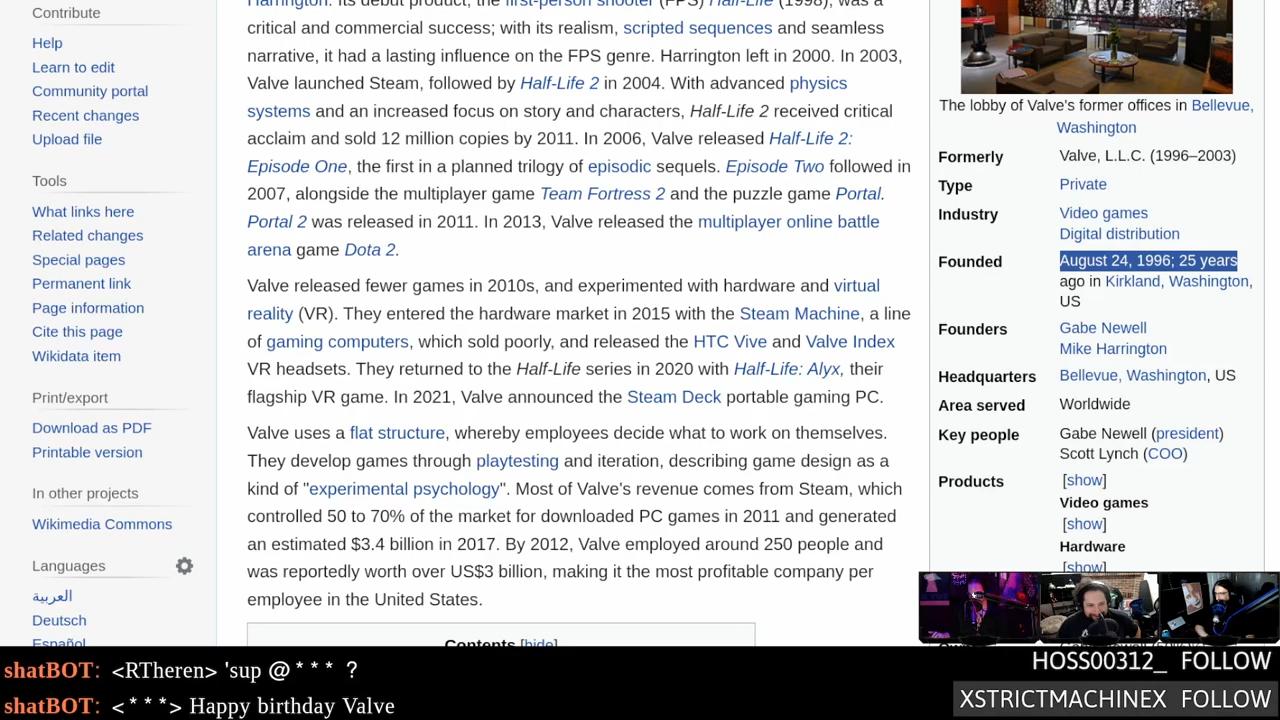 Contribute
Help
Learn to edit
Community portal
Recent changes
Upload file
Tools
What links here
Related changes
Special pages
Permanent link
Page information
Cite this page
Wikidata item
Print/export
Download as PDF
Printable version
In other projects
Wikimedia Commons
Languages
العربية
Deutsch
Español
Harrington. Its debut product, the first-person shooter (FPS) Half-Life (1998), was a
critical and commercial success; with its realism, scripted sequences and seamless
narrative, it had a lasting influence on the FPS genre. Harrington left in 2000. In 2003,
Valve launched Steam, followed by Half-Life 2 in 2004. With advanced physics
systems and an increased focus on story and characters, Half-Life 2 received critical
acclaim and sold 12 million copies by 2011. In 2006, Valve released Half-Life 2:
Episode One, the first in a planned trilogy of episodic sequels. Episode Two followed in
2007, alongside the multiplayer game Team Fortress 2 and the puzzle game Portal.
Portal 2 was released in 2011. In 2013, Valve released the multiplayer online battle
arena game Dota 2.
Valve released fewer games in 2010s, and experimented with hardware and virtual
reality (VR). They entered the hardware market in 2015 with the Steam Machine, a line
of gaming computers, which sold poorly, and released the HTC Vive and Valve Index
VR headsets. They returned to the Half-Life series in 2020 with Half-Life: Alyx, their
flagship VR game. In 2021, Valve announced the Steam Deck portable gaming PC.
Valve uses a flat structure, whereby employees decide what to work on themselves.
They develop games through playtesting and iteration, describing game design as a
kind of "experimental psychology". Most of Valve's revenue comes from Steam, which
controlled 50 to 70% of the market for downloaded PC games in 2011 and generated
an estimated $3.4 billion in 2017. By 2012, Valve employed around 250 people and
was reportedly worth over US$3 billion, making it the most profitable company per
employee in the United States.
Contents [hide]
VALVE
The lobby of Valve's former offices in Bellevue,
Washington
Formerly Valve, L.L.C. (1996–2003)
Type Private
Industry Video games
Digital distribution
Founded August 24, 1996; 25 years
ago in Kirkland, Washington,
US
Founders Gabe Newell
Mike Harrington
Headquarters Bellevue, Washington, US
Area served Worldwide
Key people Gabe Newell (president)
Scott Lynch (COO)
Products [show]
Video games
[show]
Hardware
[show]
shatBOT: <RTheren> 'sup @*** ?
shatBOT: <***> Happy birthday Valve
HOSS00312_ FOLLOW
XSTRICTMACHINEX FOLLOW